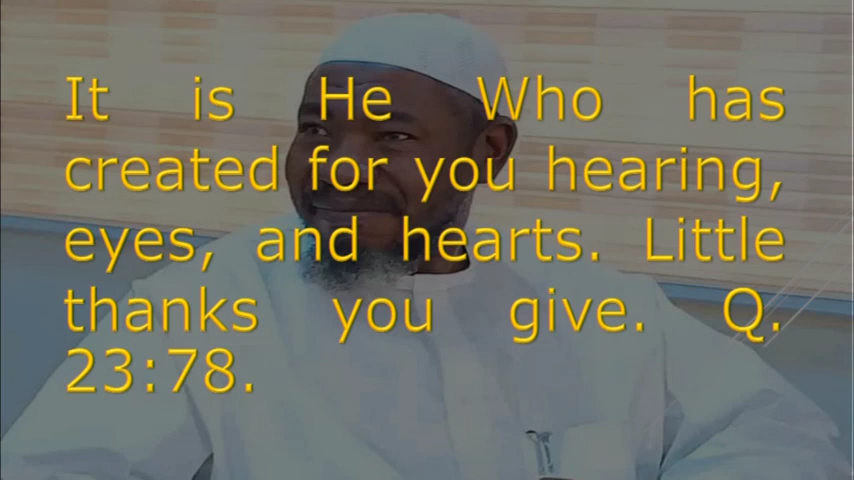 It is He Who has
created for you hearing,
eyes, and hearts. Little
thanks you give. Q.
23:78.